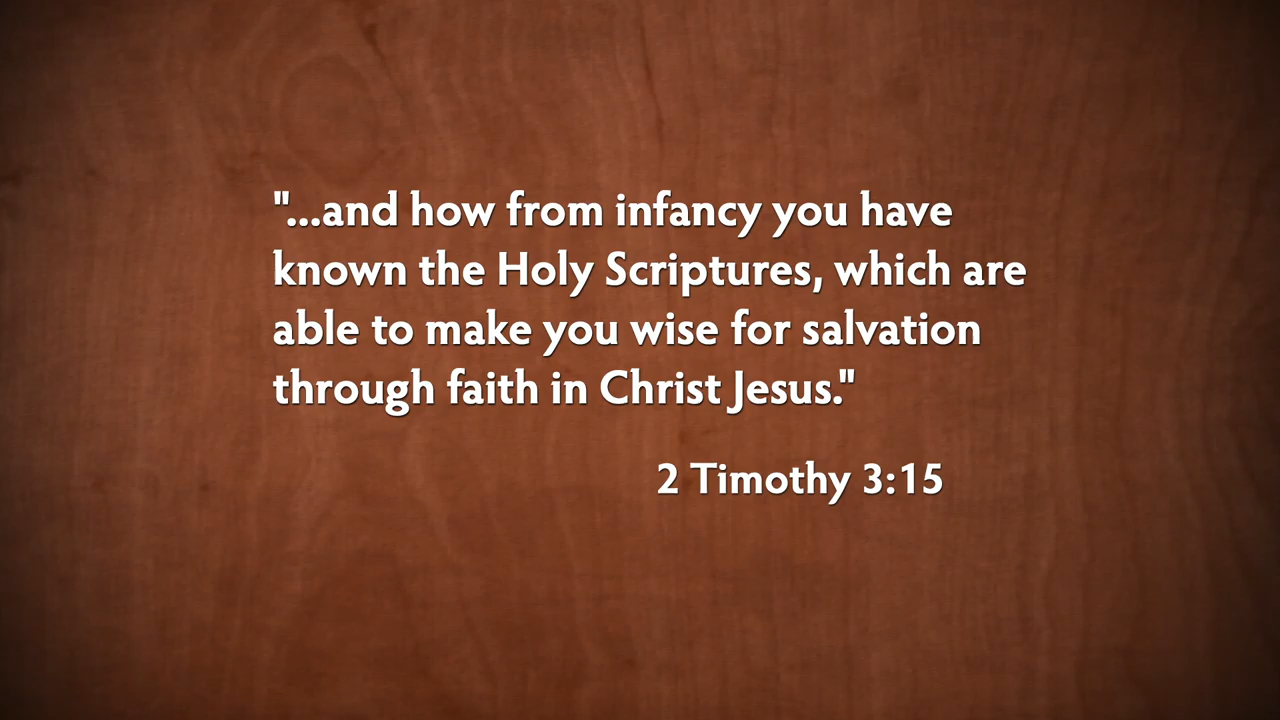 "...and how from infancy you have
known the Holy Scriptures, which are
able to make you wise for salvation
through faith in Christ Jesus."
2 Timothy 3:15